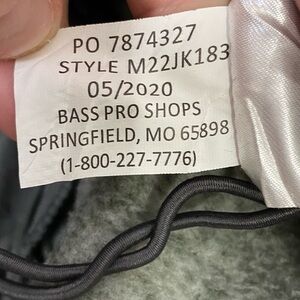 PO 7874327
STYLE M22JK183
05/2020
BASS PRO SHOPS
SPRINGFIELD, MO 65898
(1-800-227-7776)